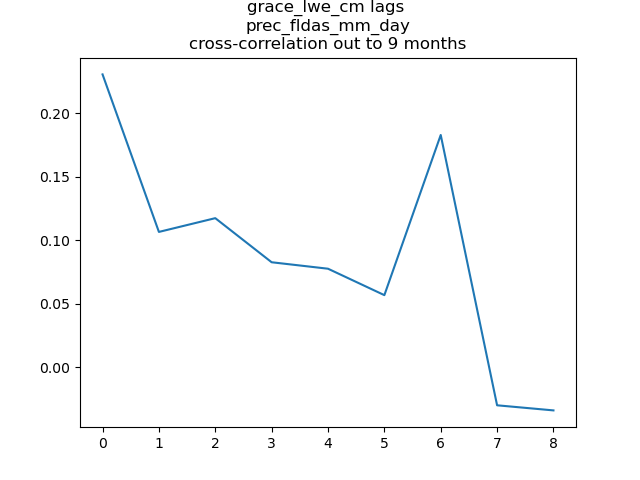 grace_lwe_cm lags
prec_fldas_mm_day
cross-correlation out to 9 months
0.20
0.15
0.10
0.05
0.00
0 1 2 3 4 5 6 7 8